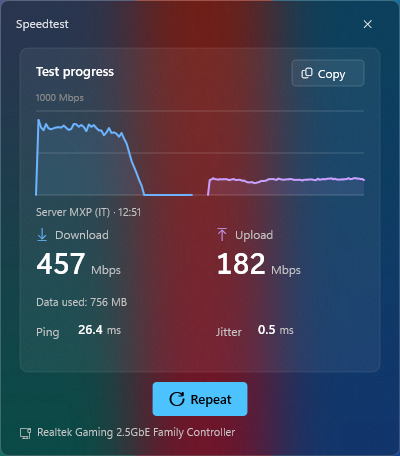 Speedtest
Test progress
Copy
1000 Mbps
Server MXP (IT) · 12:51
Download
Upload
457 Mbps
182 Mbps
Data used: 756 MB
Ping 26.4 ms
Jitter 0.5 ms
Repeat
Realtek Gaming 2.5GbE Family Controller